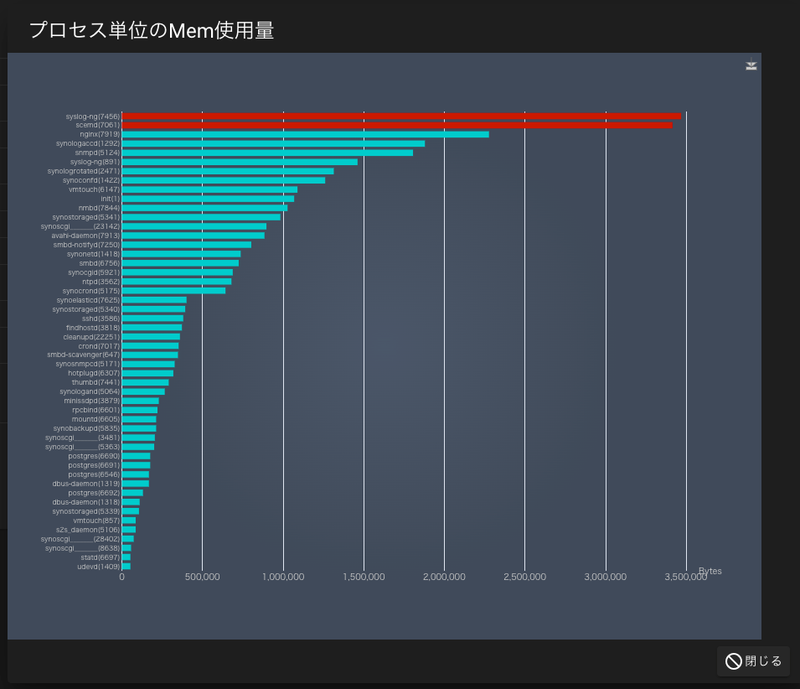 プロセス単位のMem使用量
syslog-ng(7456)
scemd(7061)
nginx(7919)
synologaccd(1292)
snmpd(5124)
syslog-ng(891)
synologrotated(2471)
synoconfd(1422)
vmtouch(6147)
init(1)
nmbd(7844)
synostoraged(5341)
synoscgi______(23142)
avahi-daemon(7913)
smbd-notifyd(7250)
synonetd(1418)
smbd(6756)
synocgid(5921)
ntpd(3562)
synocrond(5175)
synoelasticd(7625)
synostoraged(5340)
sshd(3586)
findhostd(3818)
cleanupd(22251)
crond(7017)
smbd-scavenger(647)
synosnmpcd(5171)
hotplugd(6307)
thumbd(7441)
synologand(5064)
minissdpd(3879)
rpcbind(6601)
mountd(6605)
synobackupd(5835)
synoscgi______(3481)
synoscgi______(5363)
postgres(6690)
postgres(6691)
postgres(6546)
dbus-daemon(1319)
postgres(6692)
dbus-daemon(1318)
synostoraged(5339)
vmtouch(857)
s2s_daemon(5106)
synoscgi______(28402)
synoscgi______(8638)
statd(6697)
udevd(1409)
0 500,000 1,000,000 1,500,000 2,000,000 2,500,000 3,000,000 3,500,000 Bytes
閉じる